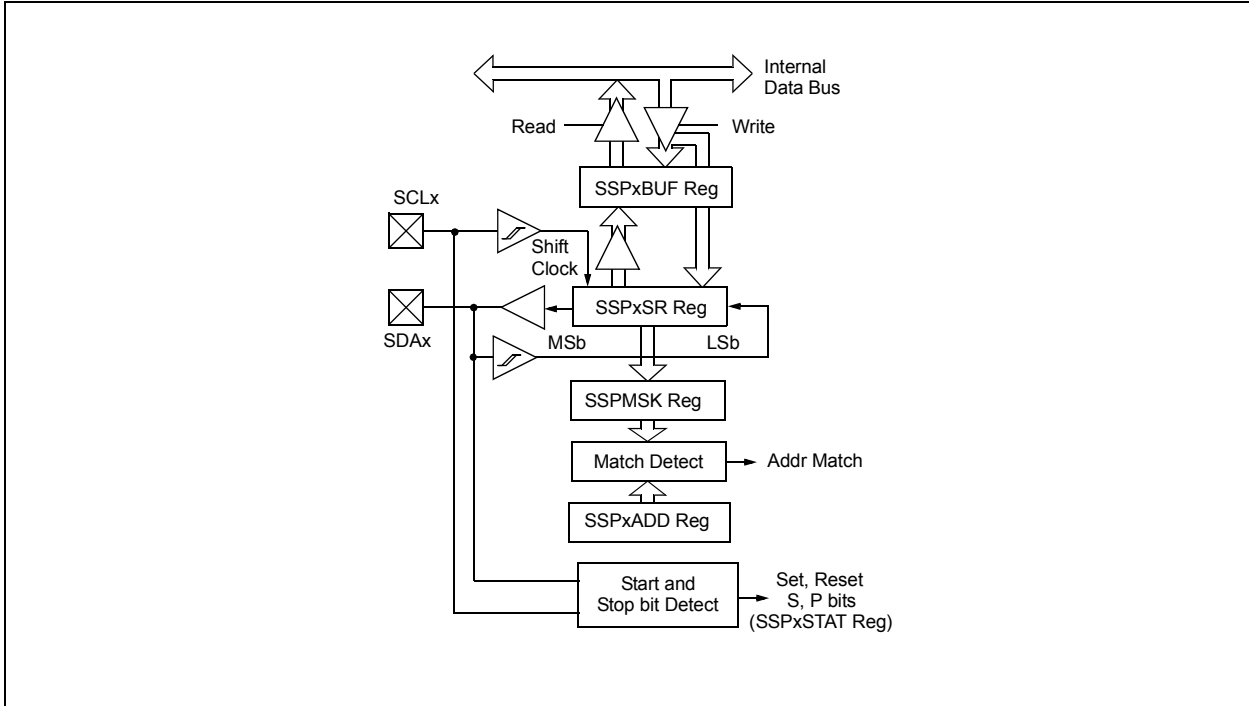 Internal
Data Bus
Read
Write
SSPxBUF Reg
SCLx
Shift
Clock
SSPxSR Reg
SDAx
MSb
LSb
SSPMSK Reg
Match Detect
Addr Match
SSPxADD Reg
Start and
Stop bit Detect
Set, Reset
S, P bits
(SSPxSTAT Reg)